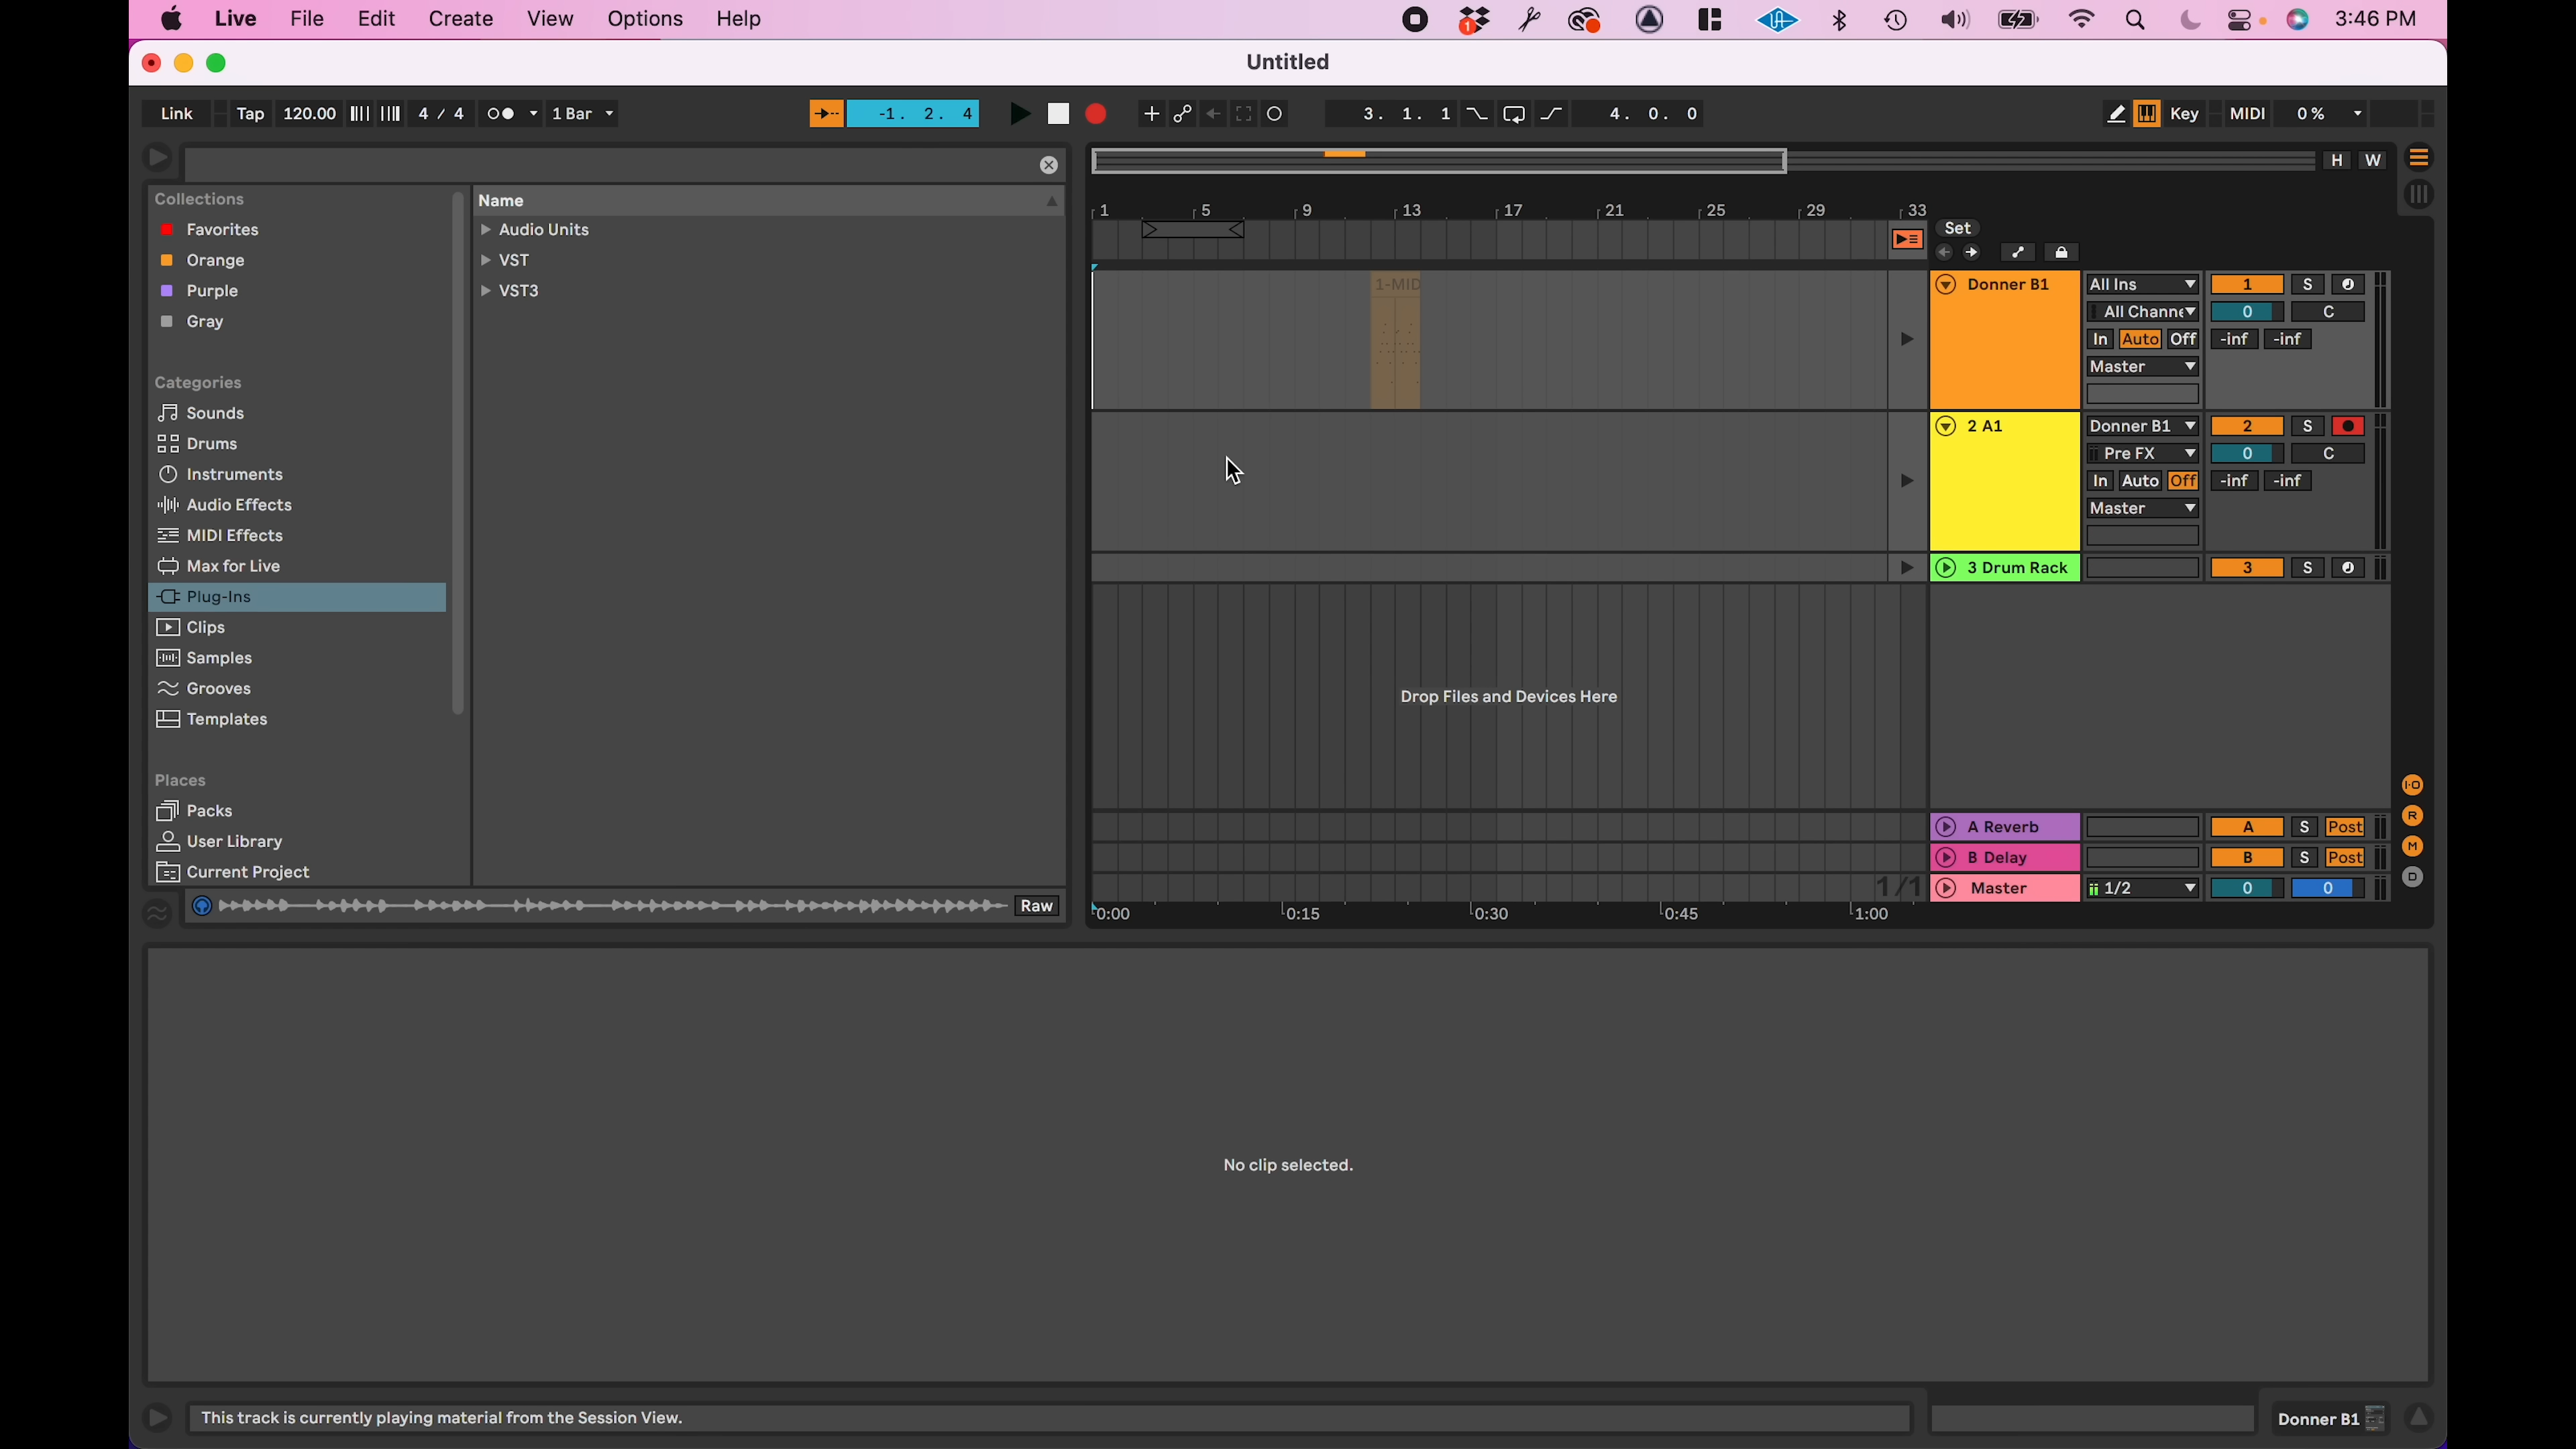 Live File Edit Create View Options Help 1 3:46 PM
Untitled
Link Tap 120.00 4 / 4 1 Bar -1. 2. 4 3. 1. 1 4. 0. 0 Key MIDI 0 %
H W
Collections
Favorites
Orange
Purple
Gray
Categories
Sounds
Drums
Instruments
Audio Effects
MIDI Effects
Max for Live
Plug-Ins
Clips
Samples
Grooves
Templates
Places
Packs
User Library
Current Project
Name
Audio Units
VST
VST3
Raw
1 5 9 13 17 21 25 29 33
Set
1-MID
Donner B1 All Ins 1 S
All Channe 0 C
In Auto Off -inf -inf
Master
2 A1 Donner B1 2 S
Pre FX 0 C
In Auto Off -inf -inf
Master
3 Drum Rack 3 S
Drop Files and Devices Here
I-O
R
M
D
A Reverb A S Post
B Delay B S Post
1/1 Master 1/2 0 0
0:00 0:15 0:30 0:45 1:00
No clip selected.
This track is currently playing material from the Session View.
Donner B1